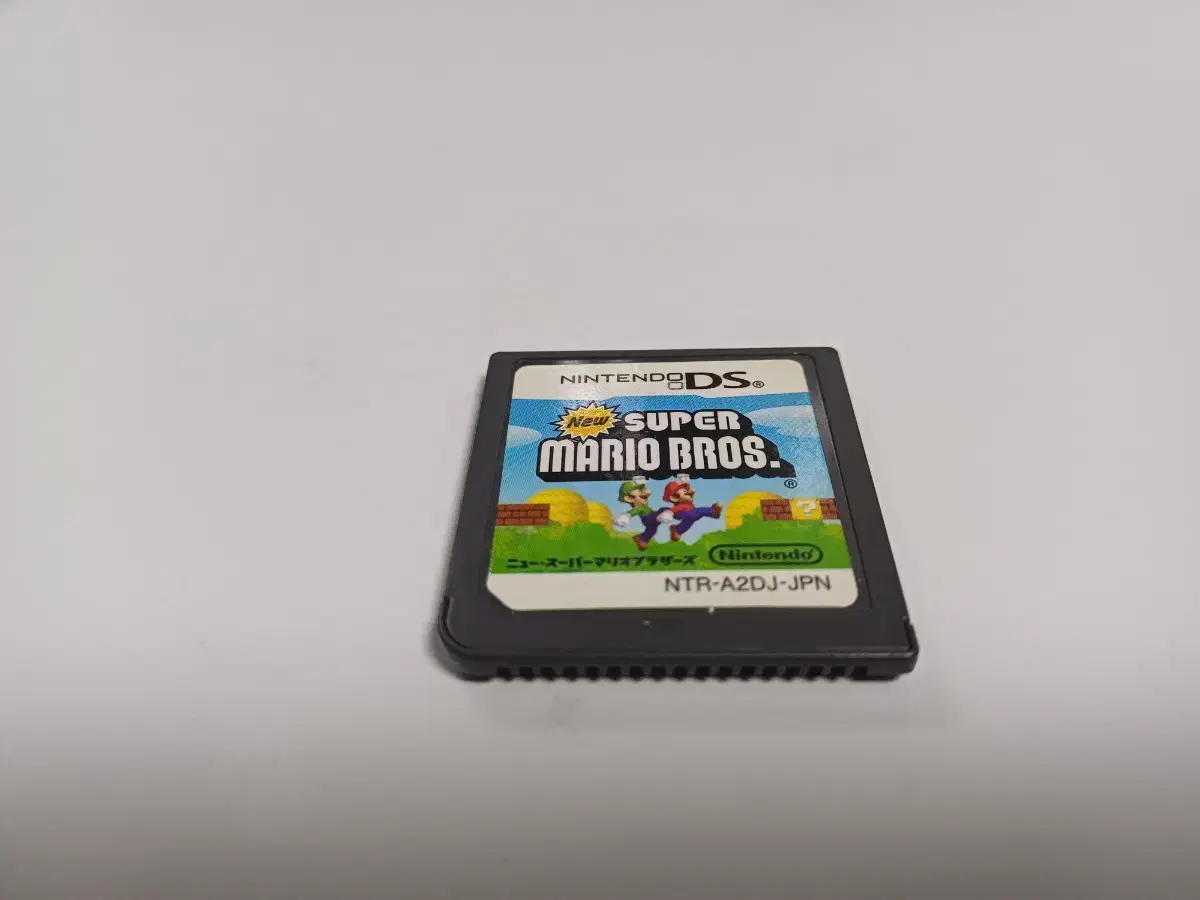 NINTENDO DS®
New SUPER
MARIO BROS.
®
?
ニュー・スーパーマリオブラザーズ
Nintendo®
NTR-A2DJ-JPN